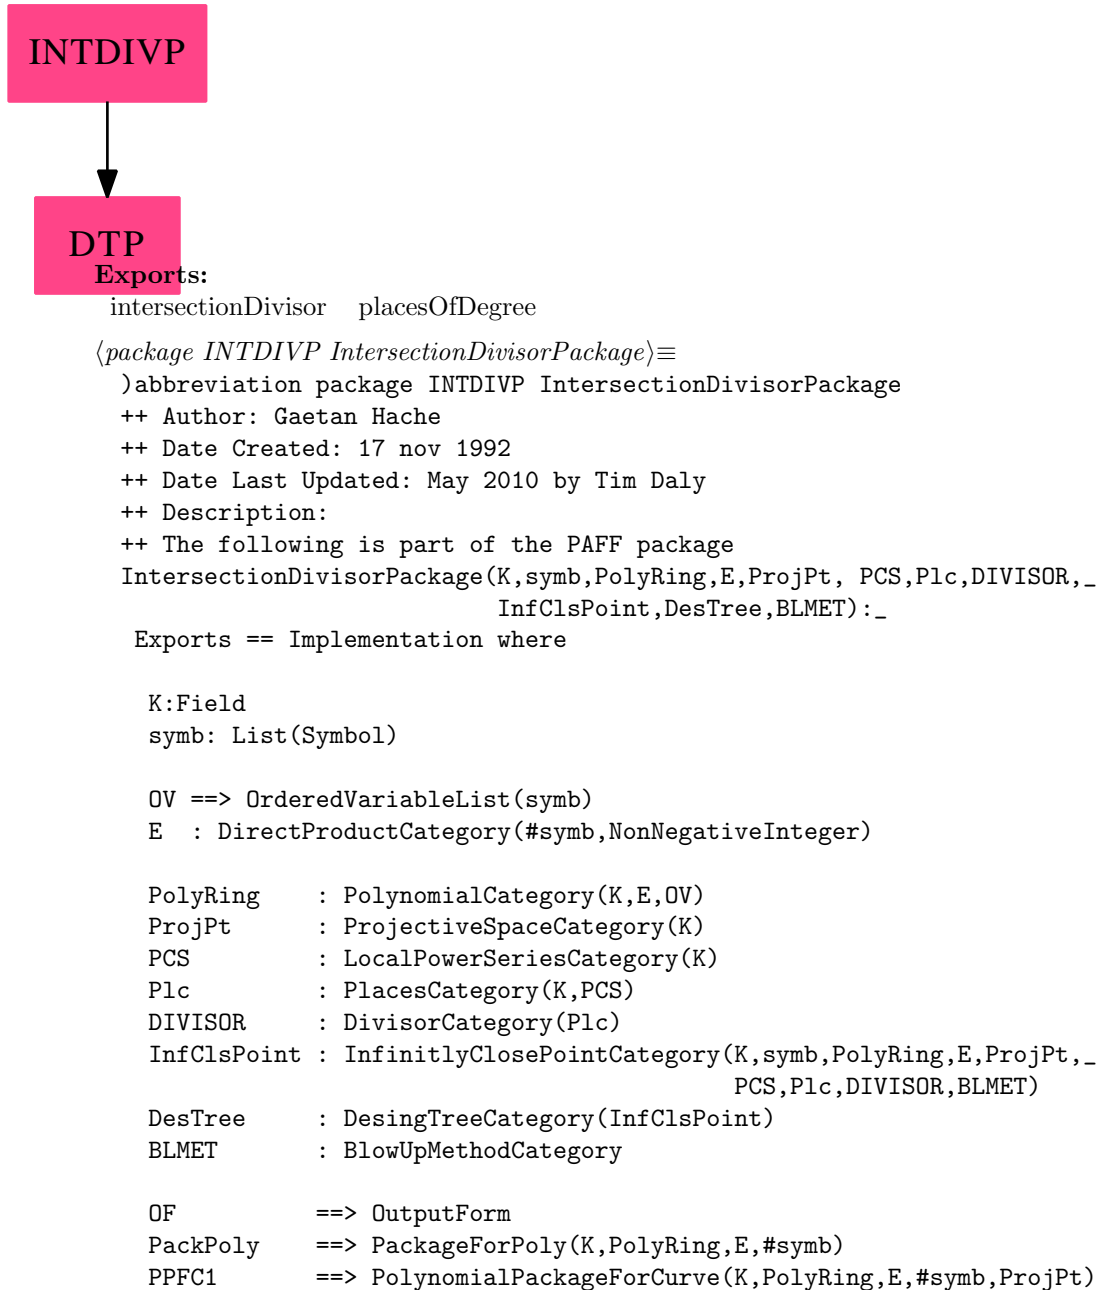 INTDIVP
DTP
Exports:
intersectionDivisor placesOfDegree
⟨package INTDIVP IntersectionDivisorPackage⟩≡
)abbreviation package INTDIVP IntersectionDivisorPackage
++ Author: Gaetan Hache
++ Date Created: 17 nov 1992
++ Date Last Updated: May 2010 by Tim Daly
++ Description:
++ The following is part of the PAFF package
IntersectionDivisorPackage(K,symb,PolyRing,E,ProjPt, PCS,Plc,DIVISOR,_
InfClsPoint,DesTree,BLMET):_
Exports == Implementation where
K:Field
symb: List(Symbol)
OV ==> OrderedVariableList(symb)
E : DirectProductCategory(#symb,NonNegativeInteger)
PolyRing : PolynomialCategory(K,E,OV)
ProjPt : ProjectiveSpaceCategory(K)
PCS : LocalPowerSeriesCategory(K)
Plc : PlacesCategory(K,PCS)
DIVISOR : DivisorCategory(Plc)
InfClsPoint : InfinitlyClosePointCategory(K,symb,PolyRing,E,ProjPt,_
PCS,Plc,DIVISOR,BLMET)
DesTree : DesingTreeCategory(InfClsPoint)
BLMET : BlowUpMethodCategory
OF ==> OutputForm
PackPoly ==> PackageForPoly(K,PolyRing,E,#symb)
PPFC1 ==> PolynomialPackageForCurve(K,PolyRing,E,#symb,ProjPt)